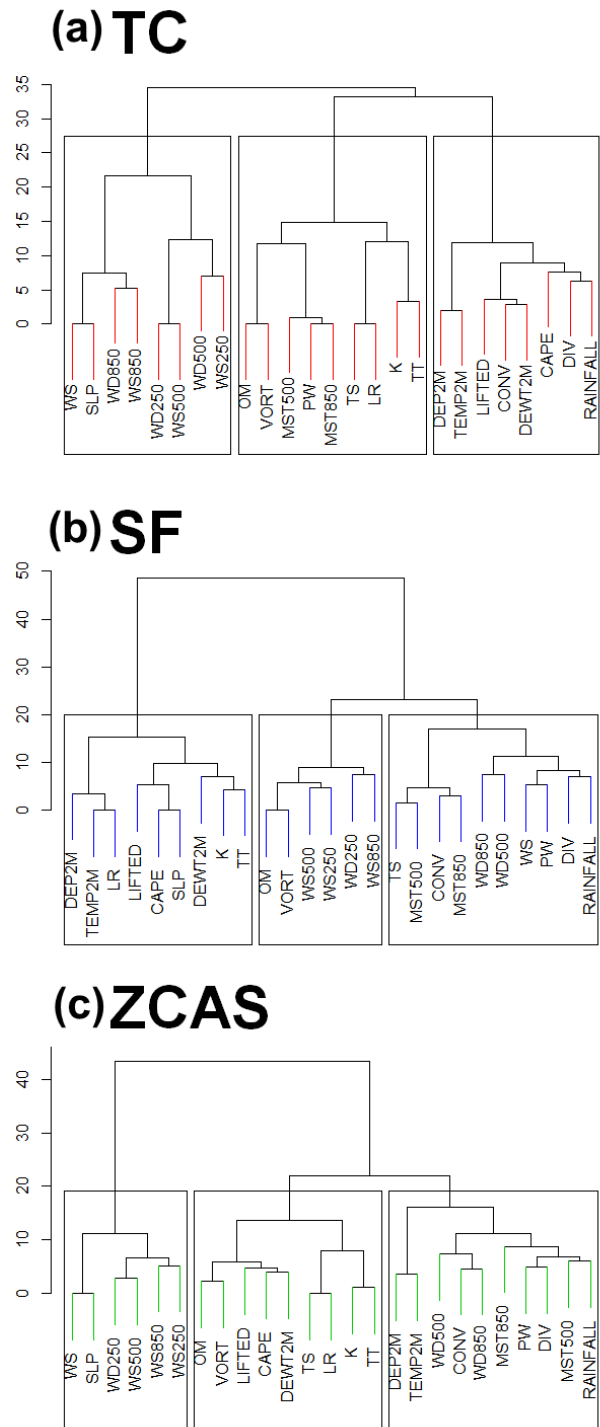 (a) TC
35
30
25
20
15
10
5
0
WS
SLP
WD850
WS850
WD250
WS500
WD500
WS250
OM
VORT
MST500
PW
MST850
TS
LR
K
TT
DEP2M
TEMP2M
LIFTED
CONV
DEWT2M
CAPE
DIV
RAINFALL
(b) SF
50
40
30
20
10
0
DEP2M
TEMP2M
LR
LIFTED
CAPE
SLP
DEWT2M
K
TT
OM
VORT
WS500
WS250
WD250
WS850
TS
MST500
CONV
MST850
WD850
WD500
WS
PW
DIV
RAINFALL
(c) ZCAS
40
30
20
10
0
WS
SLP
WD250
WS500
WS850
WS250
OM
VORT
LIFTED
CAPE
DEWT2M
TS
LR
K
TT
DEP2M
TEMP2M
WD500
CONV
WD850
MST850
PW
DIV
MST500
RAINFALL